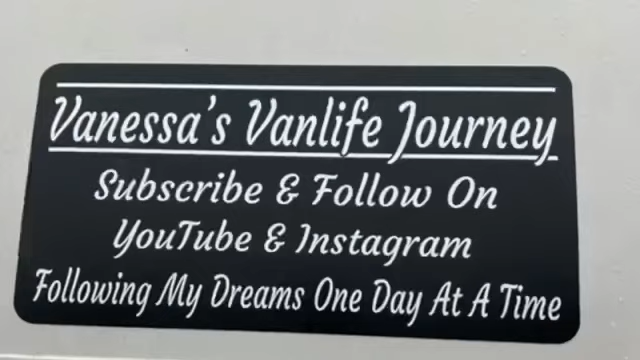 Vanessa's Vanlife Journey
Subscribe & Follow On
YouTube & Instagram
Following My Dreams One Day At A Time